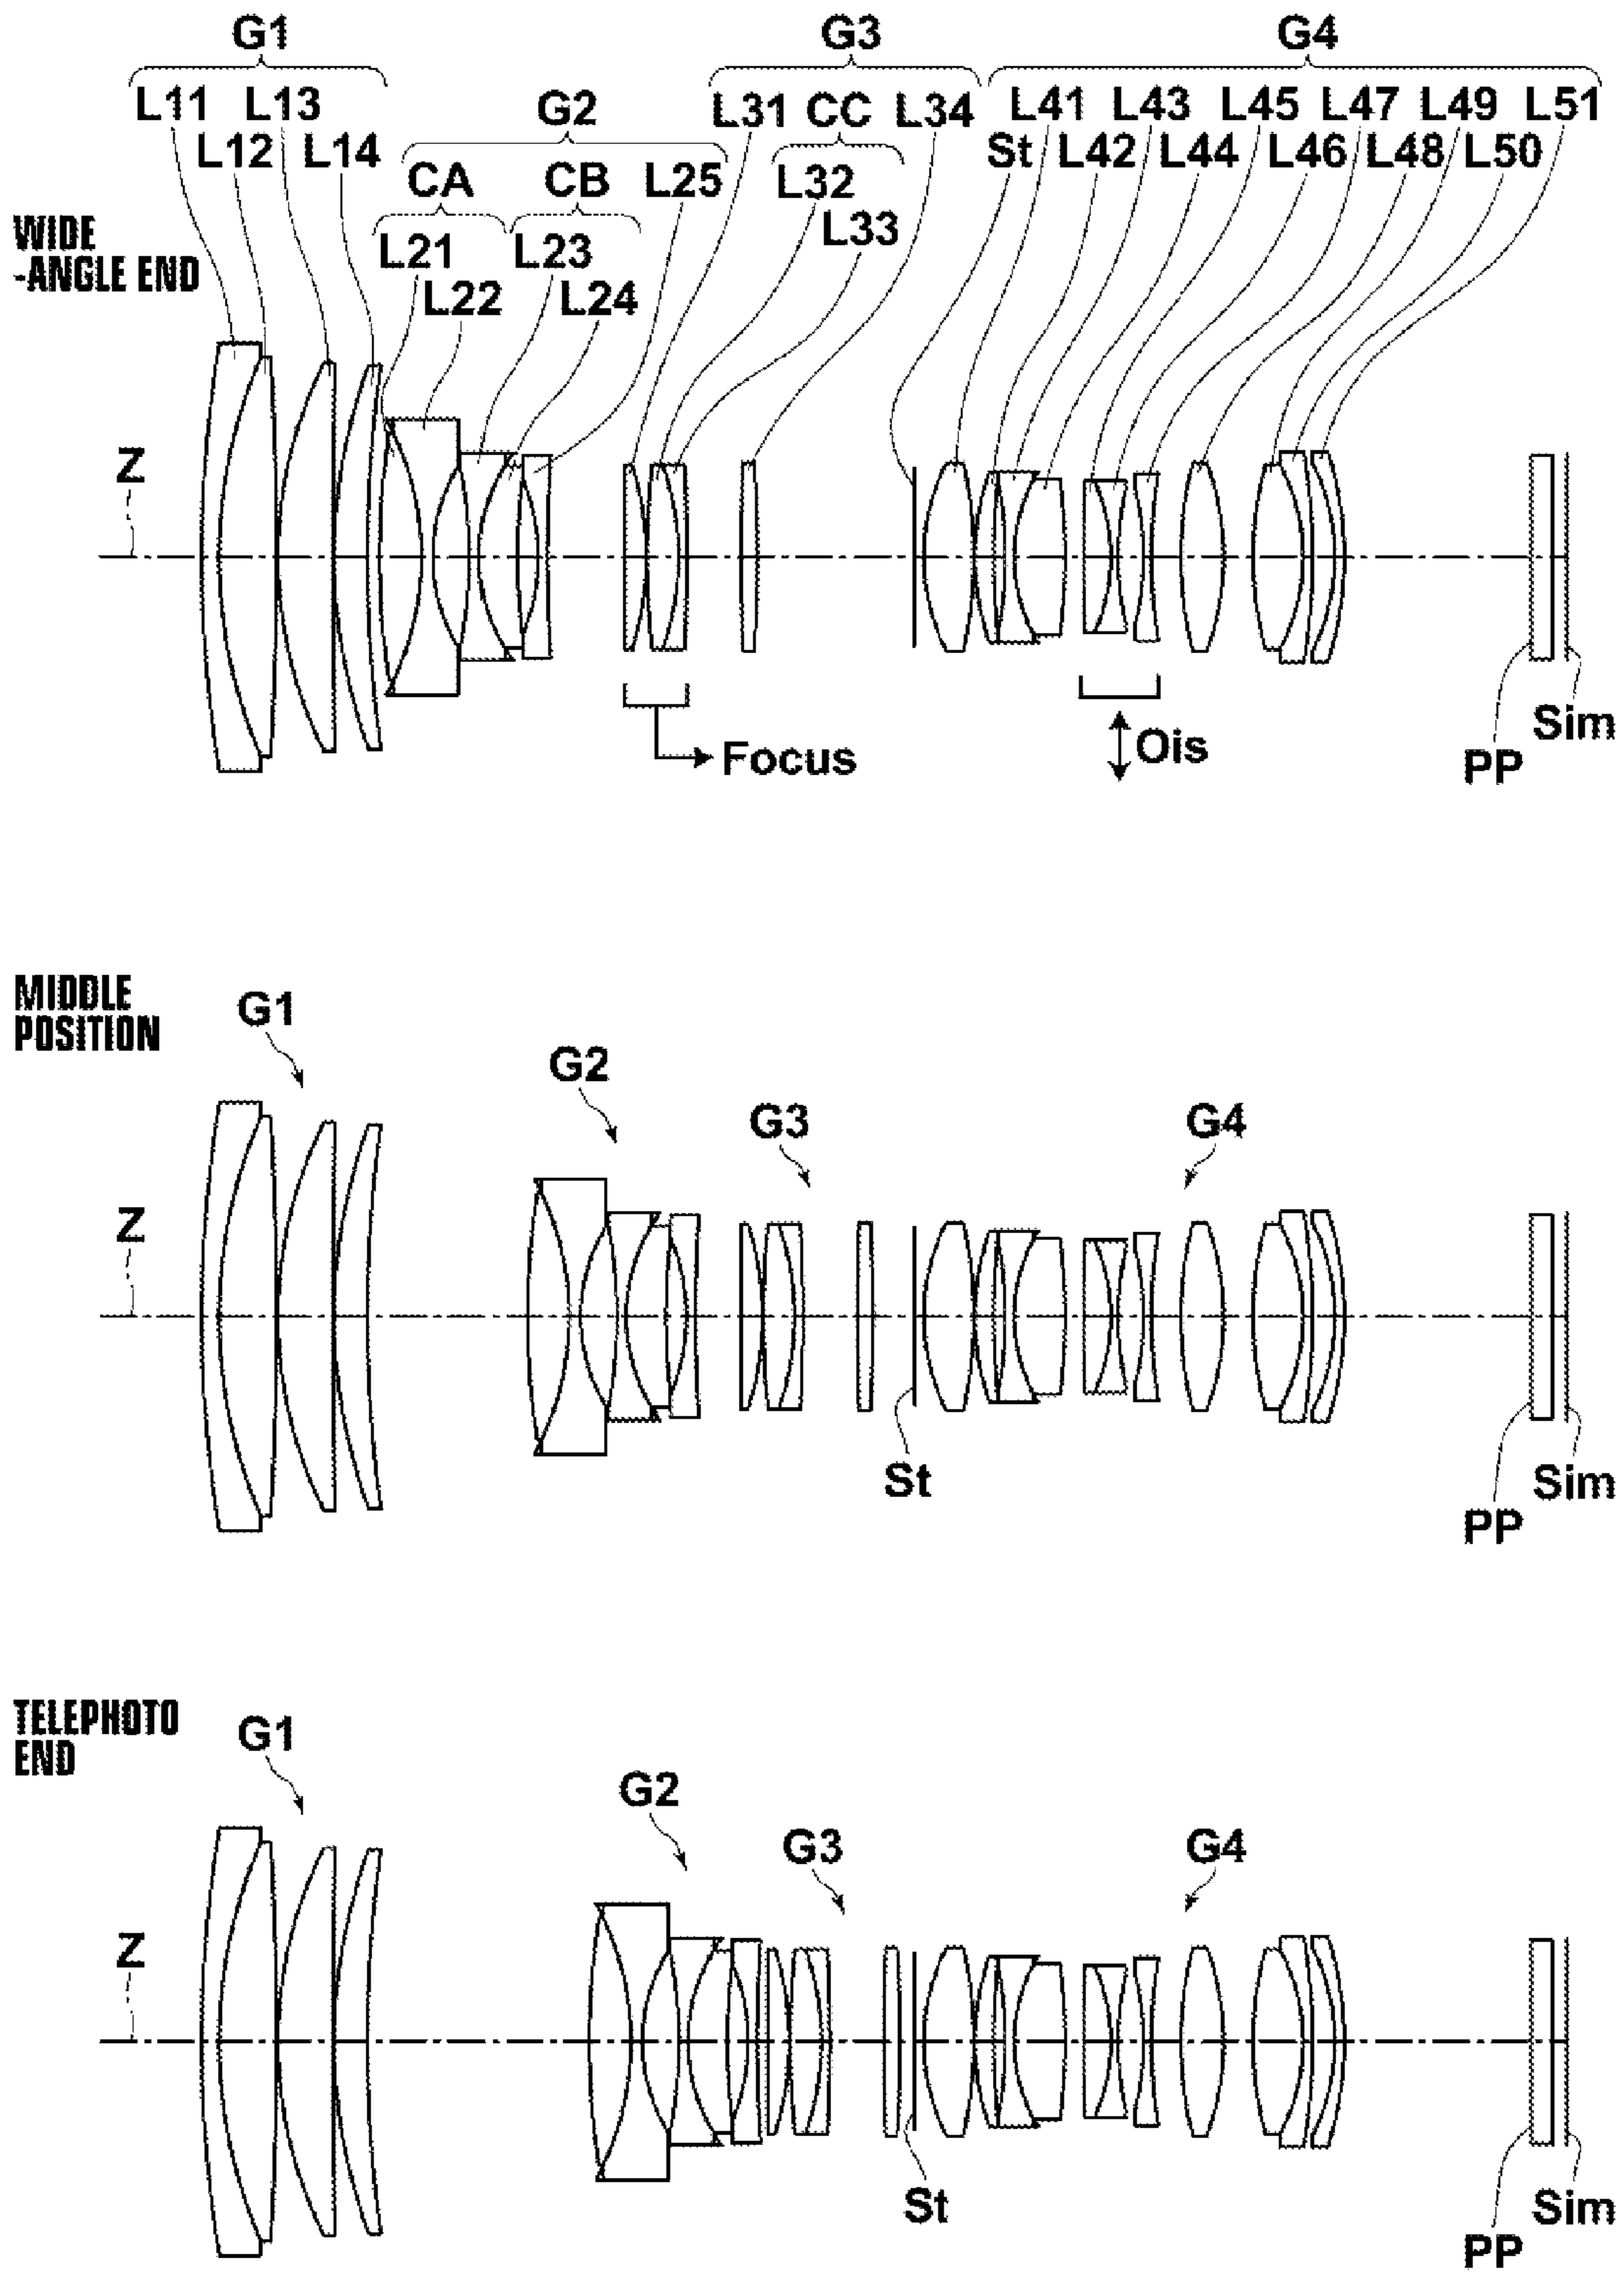 G1 G3 G4
L11 L13 G2 L31 CC L34 L41 L43 L45 L47 L49 L51
L12 L14 St L42 L44 L46 L48 L50
CA CB L25 L32
L33
WIDE
-ANGLE END
L21 L23
L22 L24
Z
Focus
Ois
Sim
PP
MIDDLE
POSITION
G1
G2
G3 G4
Z
St
Sim
PP
TELEPHOTO
END
G1
G2
G3 G4
Z
St
Sim
PP